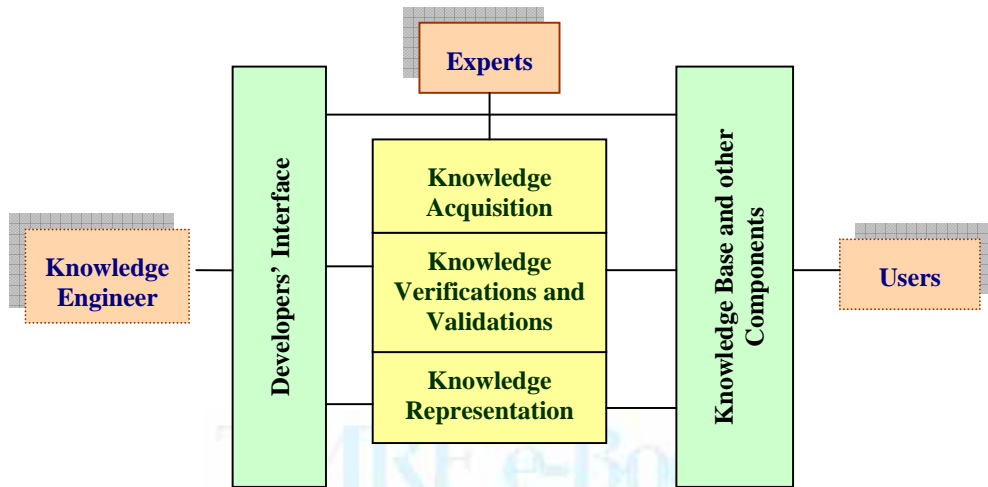 Experts
Developers' Interface
Knowledge
Acquisition
Knowledge
Verifications and
Validations
Knowledge
Representation
Knowledge Base and other
Components
Knowledge
Engineer
Users